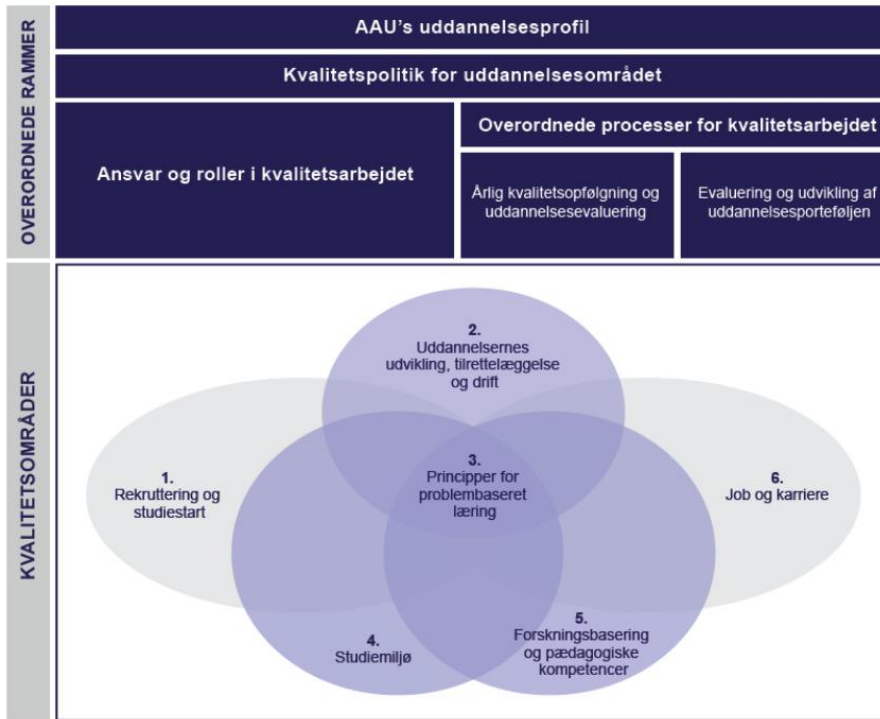 OVERORDNEDE RAMMER
AAU's uddannelsesprofil
Kvalitetspolitik for uddannelsesområdet
Ansvar og roller i kvalitetsarbejdet
Overordnede processer for kvalitetsarbejdet
Årlig kvalitetsopfølgning og
uddannelsesevaluering
Evaluering og udvikling af
uddannelsesporteføljen
KVALITETSOMRÅDER
1.
Rekruttering og
studiestart
2.
Uddannelsernes
udvikling, tilrettelæggelse
og drift
3.
Principper for
problembaseret
læring
4.
Studiemiljø
5.
Forskningsbasering
og pædagogiske
kompetencer
6.
Job og karriere